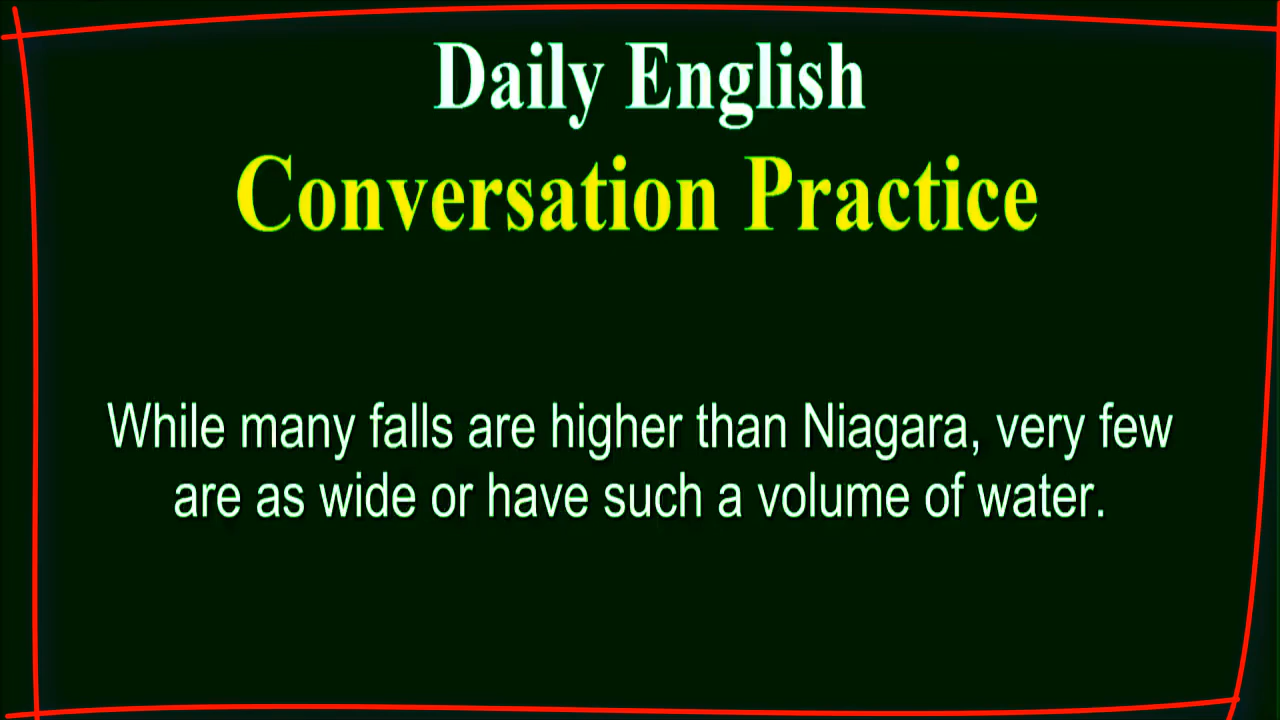 Daily English
Conversation Practice
While many falls are higher than Niagara, very few
are as wide or have such a volume of water.